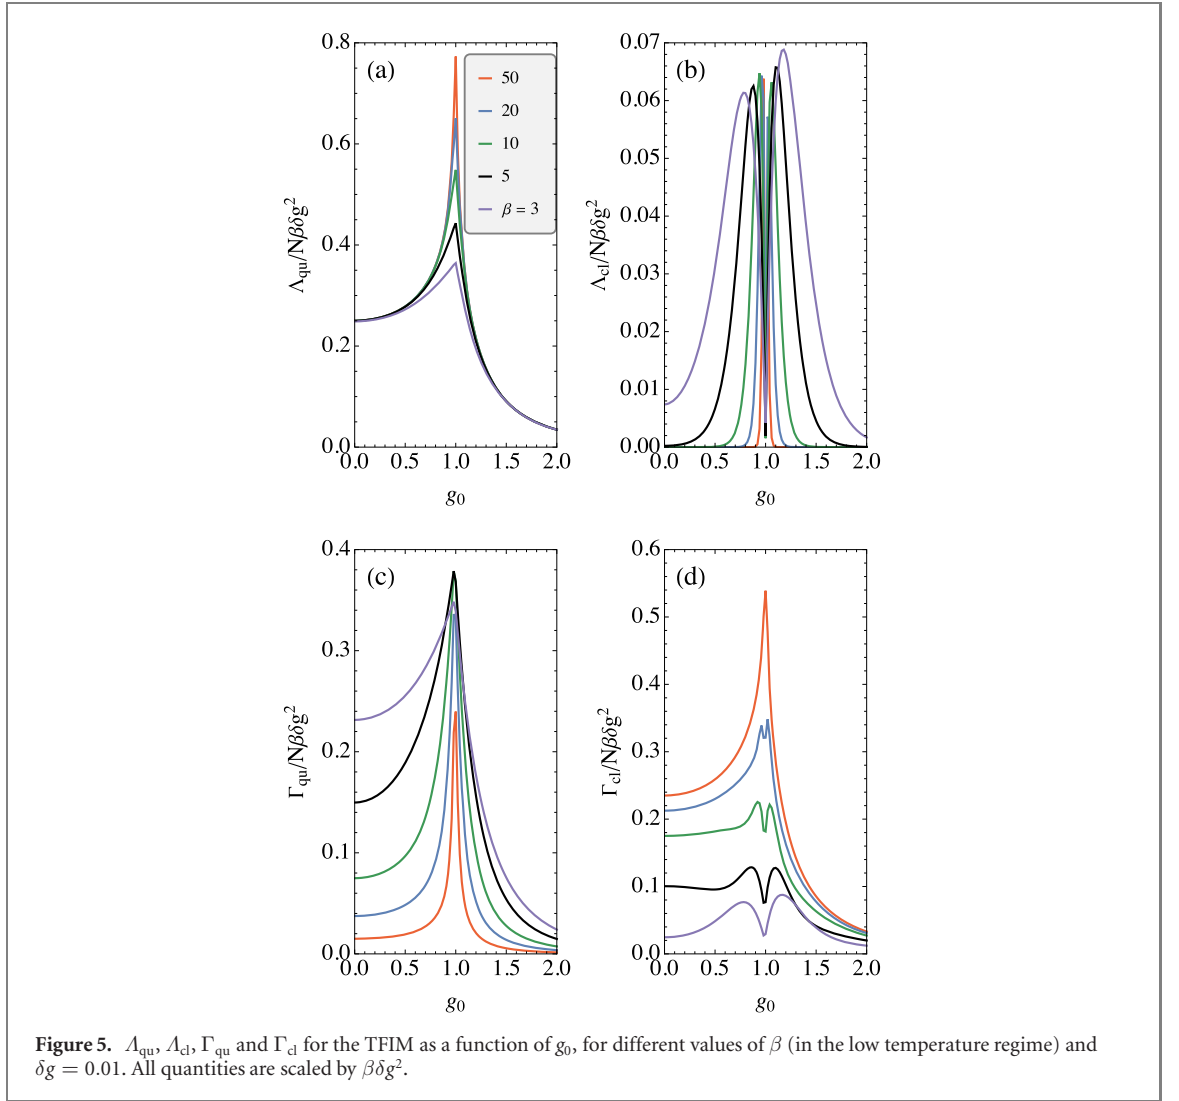 (a)
0.8
0.6
0.4
0.2
0.0
0.0 0.5 1.0 1.5 2.0
Λqu/Nβδg²
g₀
50
20
10
5
β = 3
(b)
0.07
0.06
0.05
0.04
0.03
0.02
0.01
0.00
0.0 0.5 1.0 1.5 2.0
Λcl/Nβδg²
g₀
(c)
0.4
0.3
0.2
0.1
0.0
0.0 0.5 1.0 1.5 2.0
Γqu/Nβδg²
g₀
(d)
0.6
0.5
0.4
0.3
0.2
0.1
0.0
0.0 0.5 1.0 1.5 2.0
Γcl/Nβδg²
g₀
Figure 5. Λqu, Λcl, Γqu and Γcl for the TFIM as a function of g₀, for different values of β (in the low temperature regime) and
δg = 0.01. All quantities are scaled by βδg².